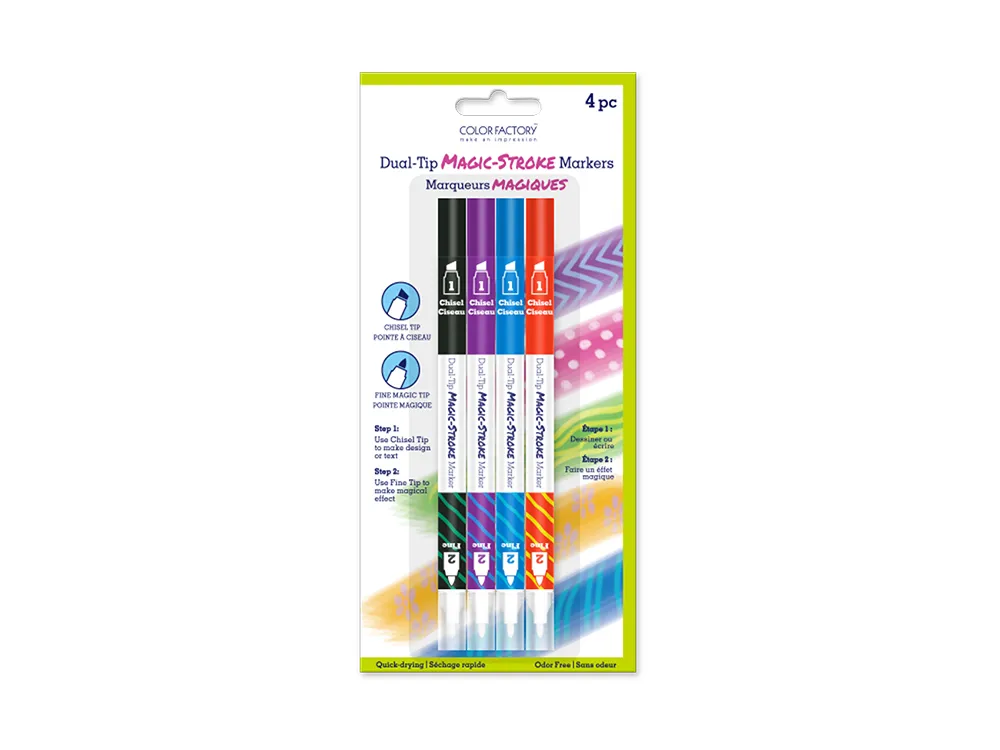 4 pc
COLOR FACTORY™
make an impression
Dual-Tip MAGIC-STROKE Markers
Marqueurs MAGIQUES
1
Chisel
Ciseau
1
Chisel
Ciseau
1
Chisel
Ciseau
1
Chisel
Ciseau
CHISEL TIP
POINTE À CISEAU
FINE MAGIC TIP
POINTE MAGIQUE
Dual-Tip MAGIC-STROKE Marker
Dual-Tip MAGIC-STROKE Marker
Dual-Tip MAGIC-STROKE Marker
Dual-Tip MAGIC-STROKE Marker
Step 1:
Use Chisel Tip
to make design
or text
Step 2:
Use Fine Tip to
make magical
effect
Étape 1 :
Dessiner ou
écrire
Étape 2 :
Faire un éffet
magique
Fine
2
Fine
2
Fine
2
Fine
2
Quick-drying | Séchage rapide
Odor Free | Sans odeur